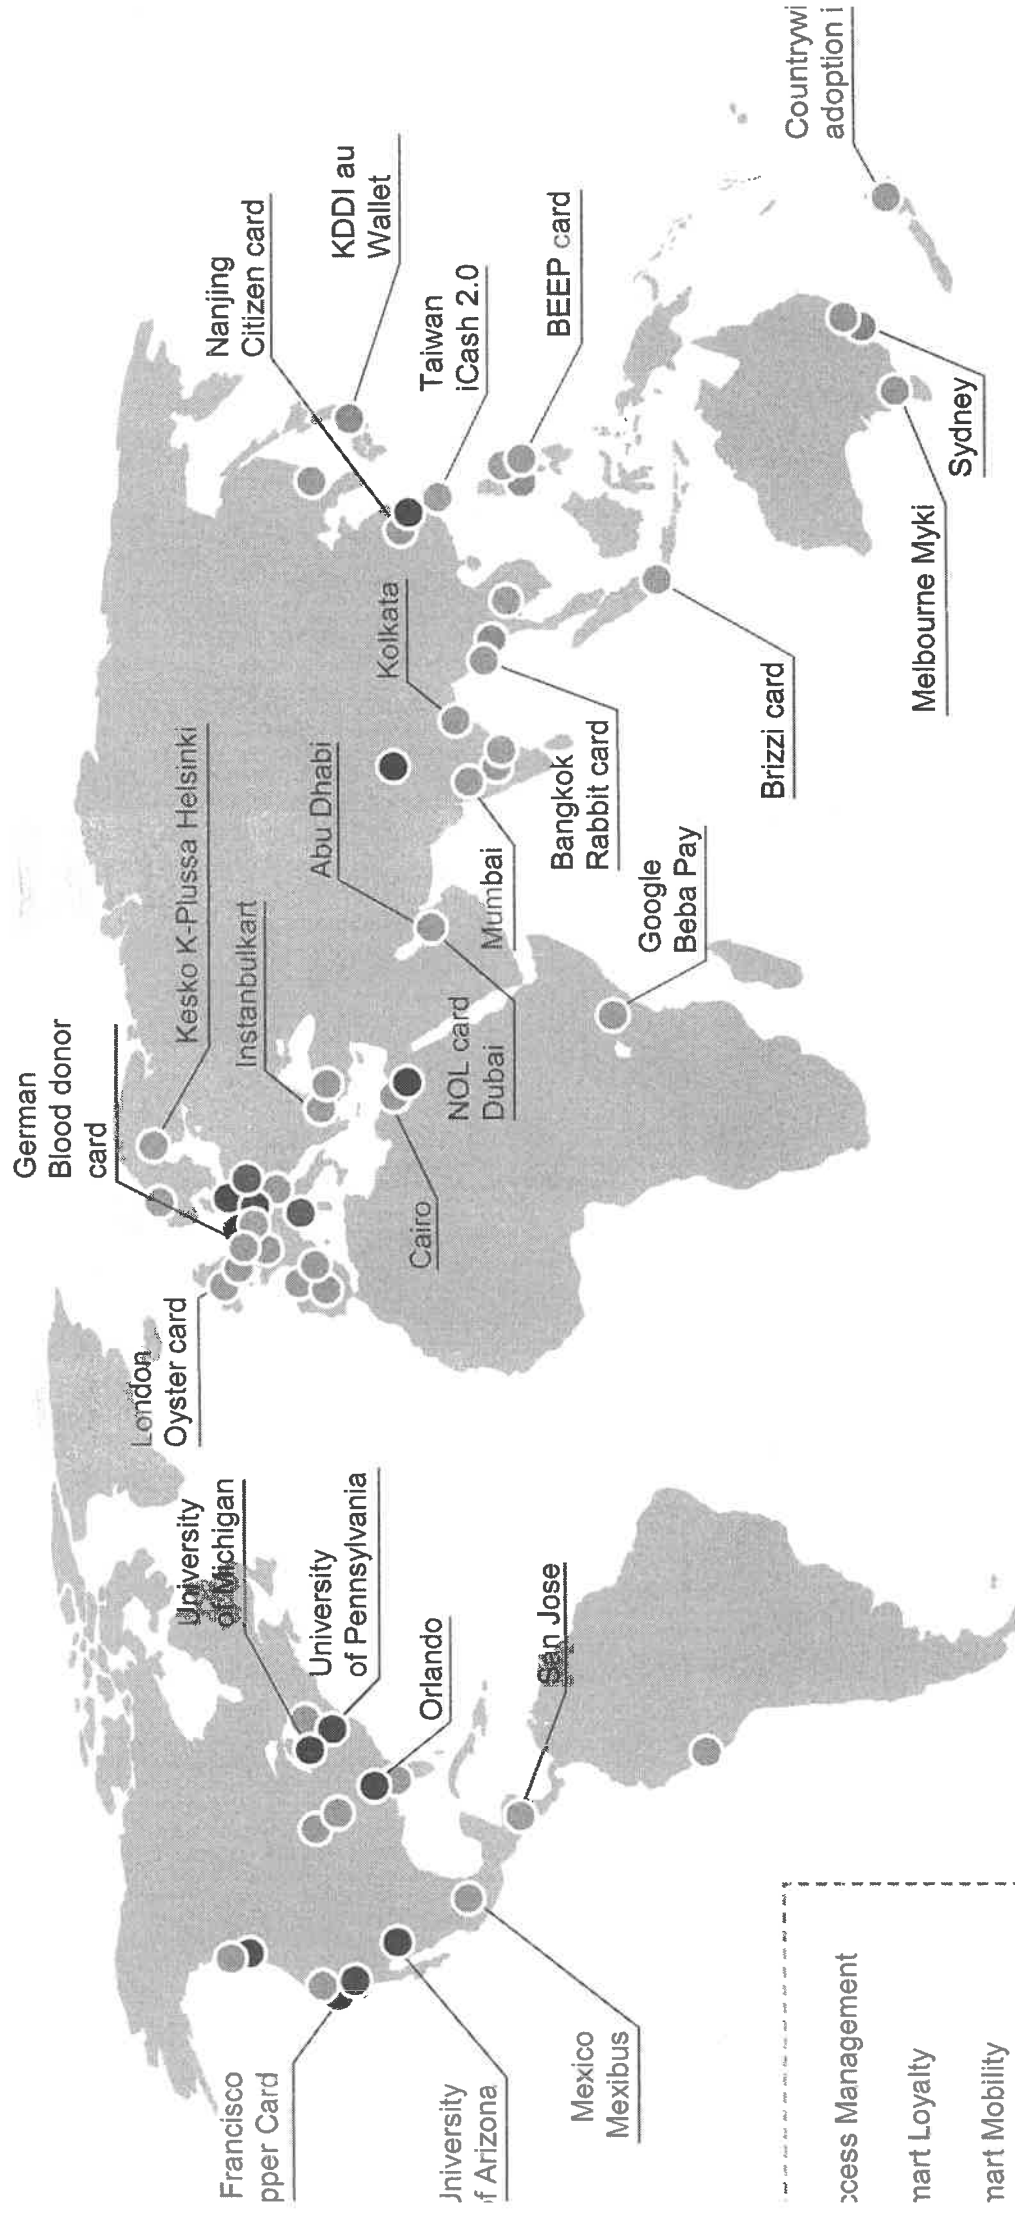 Francisco
pper Card
University
of Michigan
University
of Pennsylvania
Orlando
San Jose
Jniversity
f Arizona
Mexico
Mexibus
London
Oyster card
German
Blood donor
card
Kesko K-Plussa Helsinki
Instanbulkart
Abu Dhabi
Cairo
NOL card
Dubai
Mumbai
Kolkata
Bangkok
Rabbit card
Google
Beba Pay
Brizzi card
Nanjing
Citizen card
KDDI au
Wallet
Taiwan
iCash 2.0
BEEP card
Melbourne Myki
Sydney
Countrywi
adoption i
ccess Management
mart Loyalty
mart Mobility